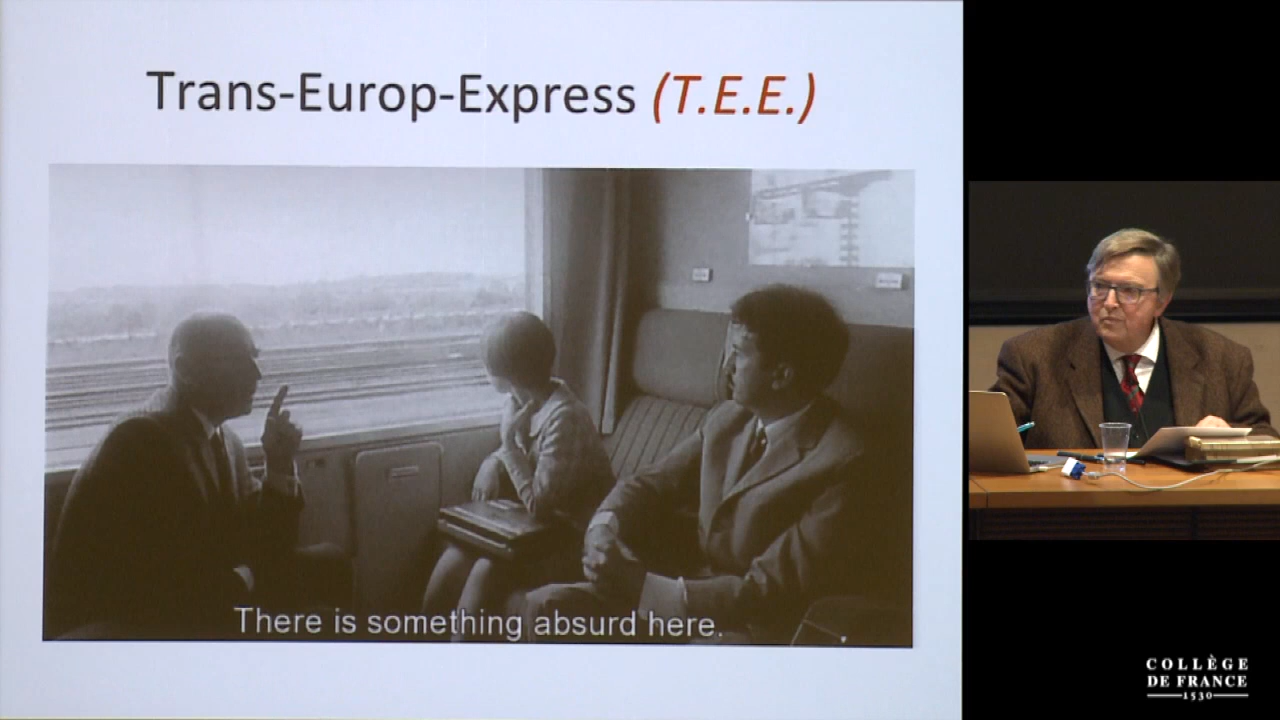 Trans-Europ-Express (T.E.E.)
There is something absurd here.
COLLÈGE
DE FRANCE
1530